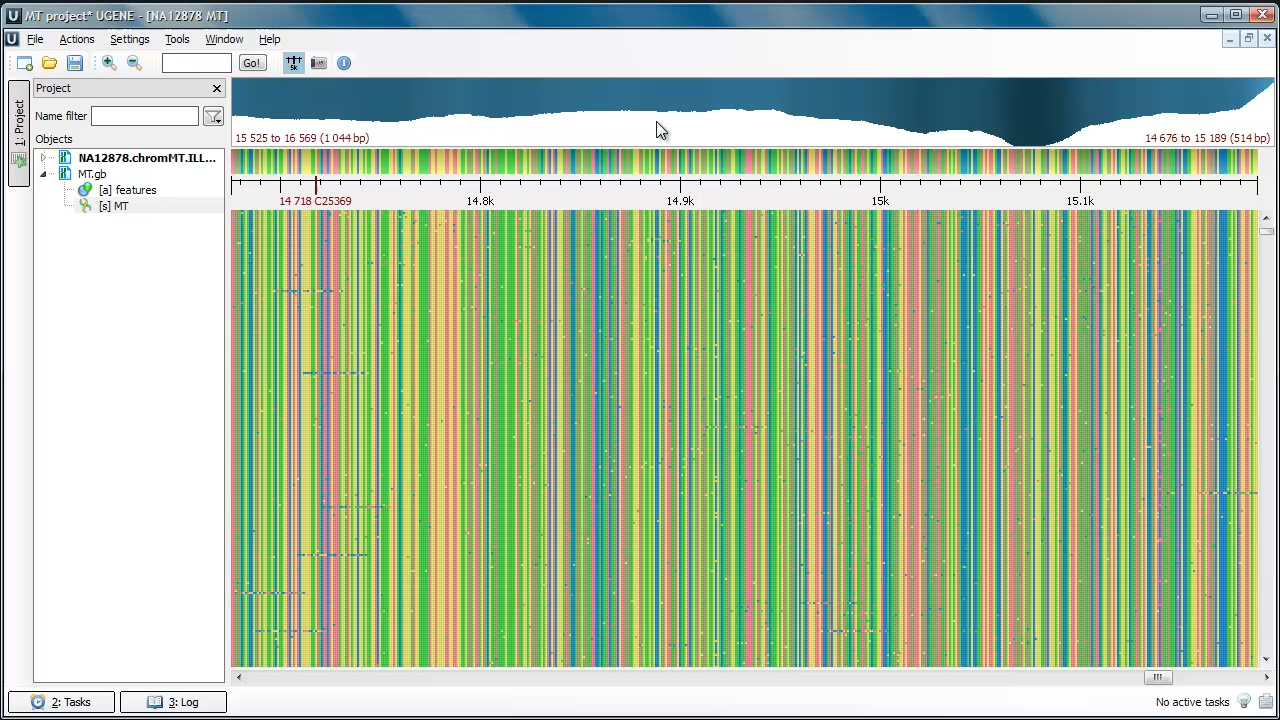 MT project* UGENE - [NA12878 MT]
File Actions Settings Tools Window Help
Go!
1: Project
Project
Name filter
Objects
NA12878.chromMT.ILL...
MT.gb
[a] features
[s] MT
15 525 to 16 569 (1 044 bp)
14 676 to 15 189 (514 bp)
14 718 C25369
14.8k 14.9k 15k 15.1k
2: Tasks
3: Log
No active tasks